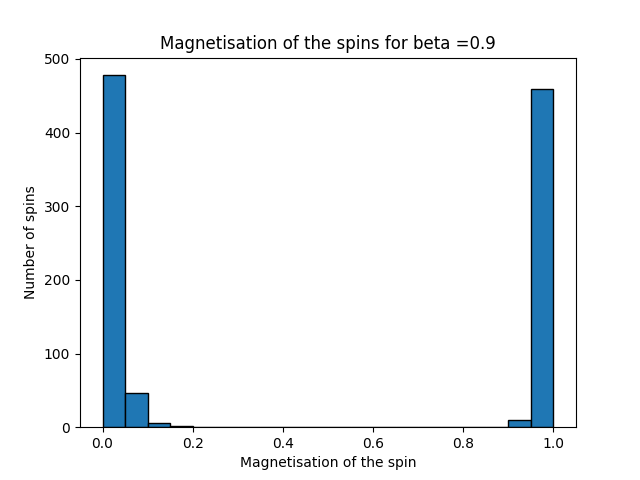 Magnetisation of the spins for beta =0.9
500
400
300
200
100
0
Number of spins
0.0 0.2 0.4 0.6 0.8 1.0
Magnetisation of the spin